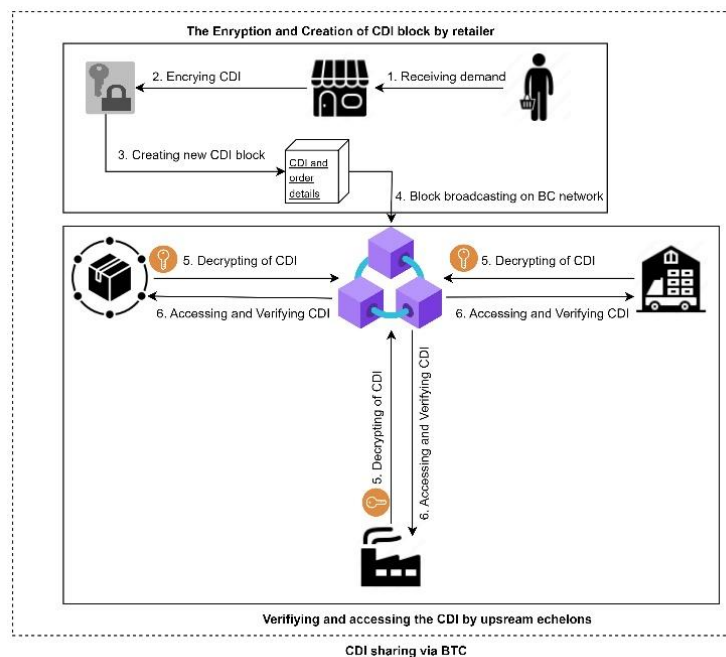 The Enryption and Creation of CDI block by retailer
2. Encrying CDI
1. Receiving demand
3. Creating new CDI block
CDI and
order
details
4. Block broadcasting on BC network
5. Decrypting of CDI
5. Decrypting of CDI
6. Accessing and Verifying CDI
6. Accessing and Verifying CDI
5. Decrypting of CDI
6. Accessing and Verifying CDI
Verifiying and accessing the CDI by upsream echelons
CDI sharing via BTC